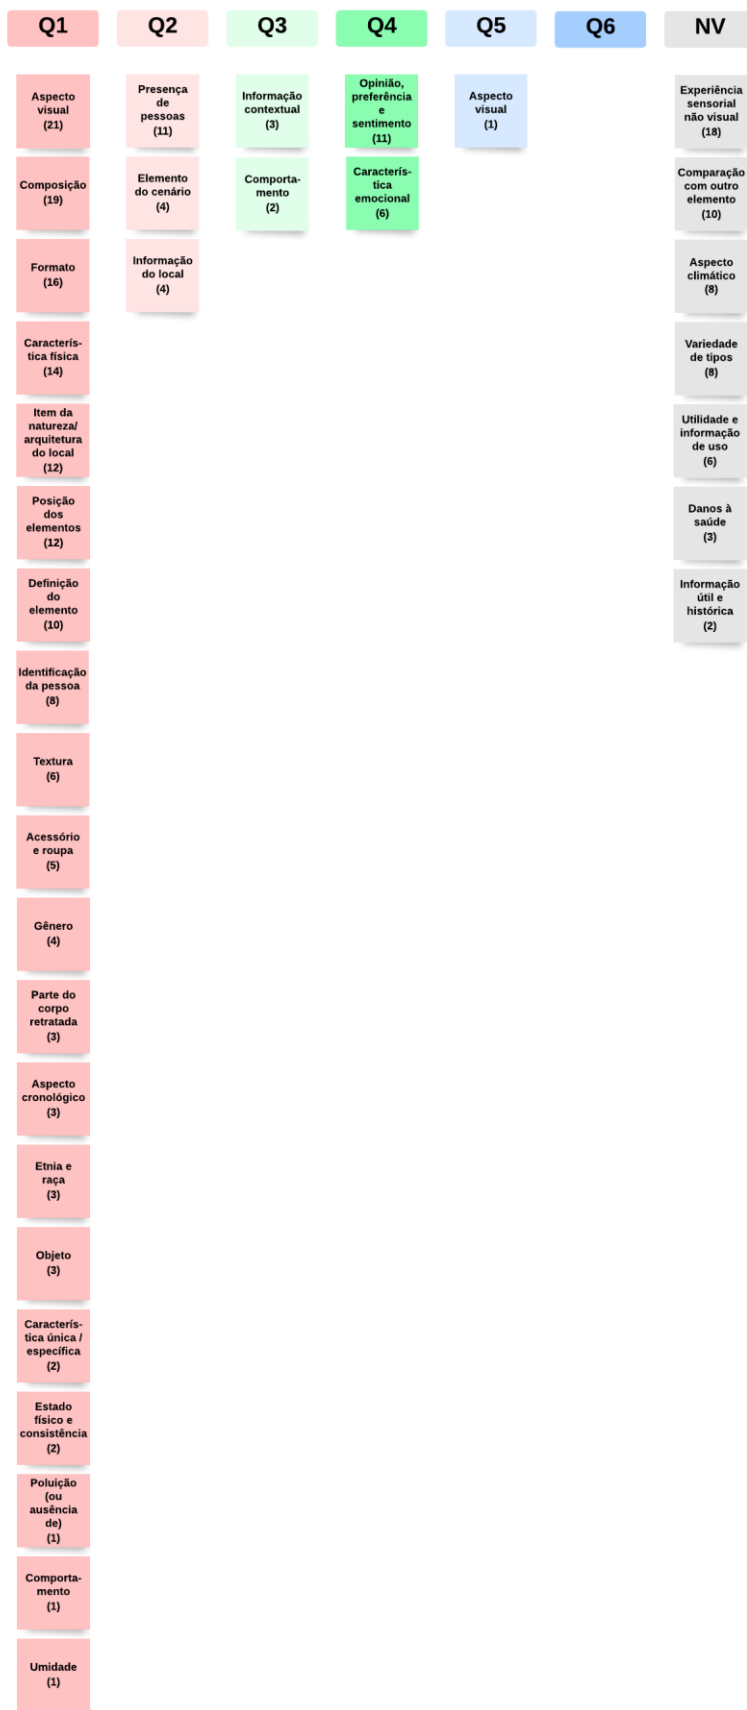 Q1
Q2
Q3
Q4
Q5
Q6
NV
Aspecto
visual
(21)
Composição
(19)
Formato
(16)
Caracterís-
tica física
(14)
Item da
natureza/
arquitetura
do local
(12)
Posição
dos
elementos
(12)
Definição
do
elemento
(10)
Identificação
da pessoa
(8)
Textura
(6)
Acessório
e roupa
(5)
Gênero
(4)
Parte do
corpo
retratada
(3)
Aspecto
cronológico
(3)
Etnia e
raça
(3)
Objeto
(3)
Caracterís-
tica única /
específica
(2)
Estado
físico e
consistência
(2)
Poluição
(ou
ausência
de)
(1)
Comporta-
mento
(1)
Umidade
(1)
Presença
de
pessoas
(11)
Elemento
do cenário
(4)
Informação
do local
(4)
Informação
contextual
(3)
Comporta-
mento
(2)
Opinião,
preferência
e
sentimento
(11)
Caracterís-
tica
emocional
(6)
Aspecto
visual
(1)
Experiência
sensorial
não visual
(18)
Comparação
com outro
elemento
(10)
Aspecto
climático
(8)
Variedade
de tipos
(8)
Utilidade e
informação
de uso
(6)
Danos à
saúde
(3)
Informação
útil e
histórica
(2)